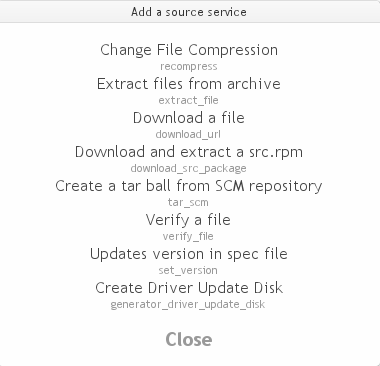 Add a source service
Change File Compression
recompress
Extract files from archive
extract_file
Download a file
download_url
Download and extract a src.rpm
download_src_package
Create a tar ball from SCM repository
tar_scm
Verify a file
verify_file
Updates version in spec file
set_version
Create Driver Update Disk
generator_driver_update_disk
Close